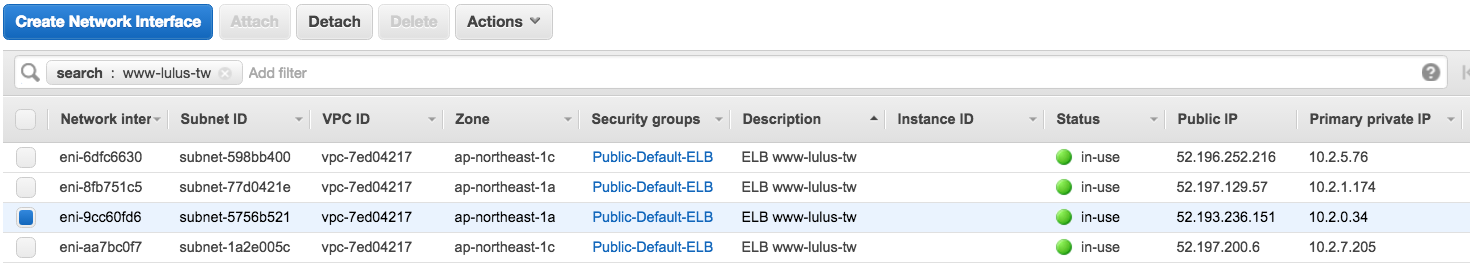 Create Network Interface Attach Detach Delete Actions
search : www-lulus-tw Add filter ?
Network inter Subnet ID VPC ID Zone Security groups Description Instance ID Status Public IP Primary private IP
eni-6dfc6630 subnet-598bb400 vpc-7ed04217 ap-northeast-1c Public-Default-ELB ELB www-lulus-tw in-use 52.196.252.216 10.2.5.76
eni-8fb751c5 subnet-77d0421e vpc-7ed04217 ap-northeast-1a Public-Default-ELB ELB www-lulus-tw in-use 52.197.129.57 10.2.1.174
eni-9cc60fd6 subnet-5756b521 vpc-7ed04217 ap-northeast-1a Public-Default-ELB ELB www-lulus-tw in-use 52.193.236.151 10.2.0.34
eni-aa7bc0f7 subnet-1a2e005c vpc-7ed04217 ap-northeast-1c Public-Default-ELB ELB www-lulus-tw in-use 52.197.200.6 10.2.7.205